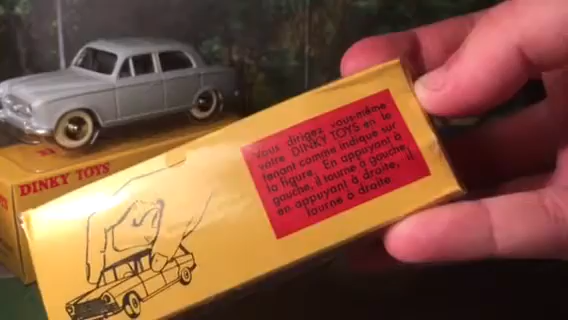 DINKY TOYS
Vous dirigez vous-même
votre DINKY TOYS en le
tenant comme indique sur
la figure. En appuyant à
gauche, il tourne à gauche,
en appuyant à droite, il
tourne à droite